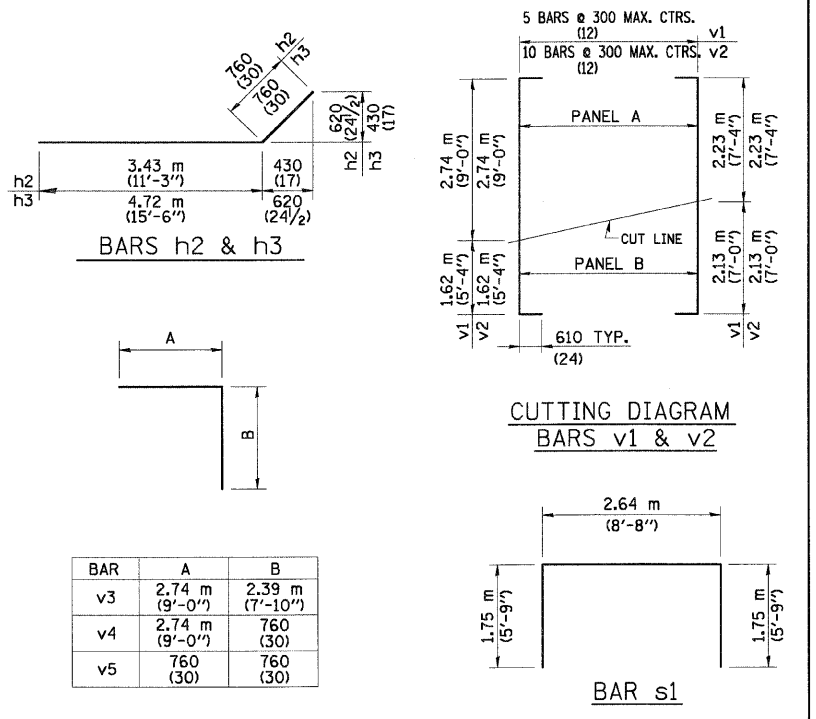 760
(30)
h2
h3
760
(30)
620
(24 1/2)
430
(17)
h2
h3
h2
h3
3.43 m
(11'-3")
4.72 m
(15'-6")
430
(17)
620
(24 1/2)
BARS h2 & h3
A
B
BAR A B
v3 2.74 m (9'-0") 2.39 m (7'-10")
v4 2.74 m (9'-0") 760 (30)
v5 760 (30) 760 (30)
5 BARS @ 300 MAX. CTRS. v1
(12)
10 BARS @ 300 MAX. CTRS. v2
(12)
PANEL A
2.74 m
(9'-0")
2.74 m
(9'-0")
2.23 m
(7'-4")
2.23 m
(7'-4")
CUT LINE
PANEL B
1.62 m
(5'-4")
1.62 m
(5'-4")
2.13 m
(7'-0")
2.13 m
(7'-0")
v1
v2
610 TYP.
(24)
v1
v2
CUTTING DIAGRAM
BARS v1 & v2
2.64 m
(8'-8")
1.75 m
(5'-9")
1.75 m
(5'-9")
BAR s1